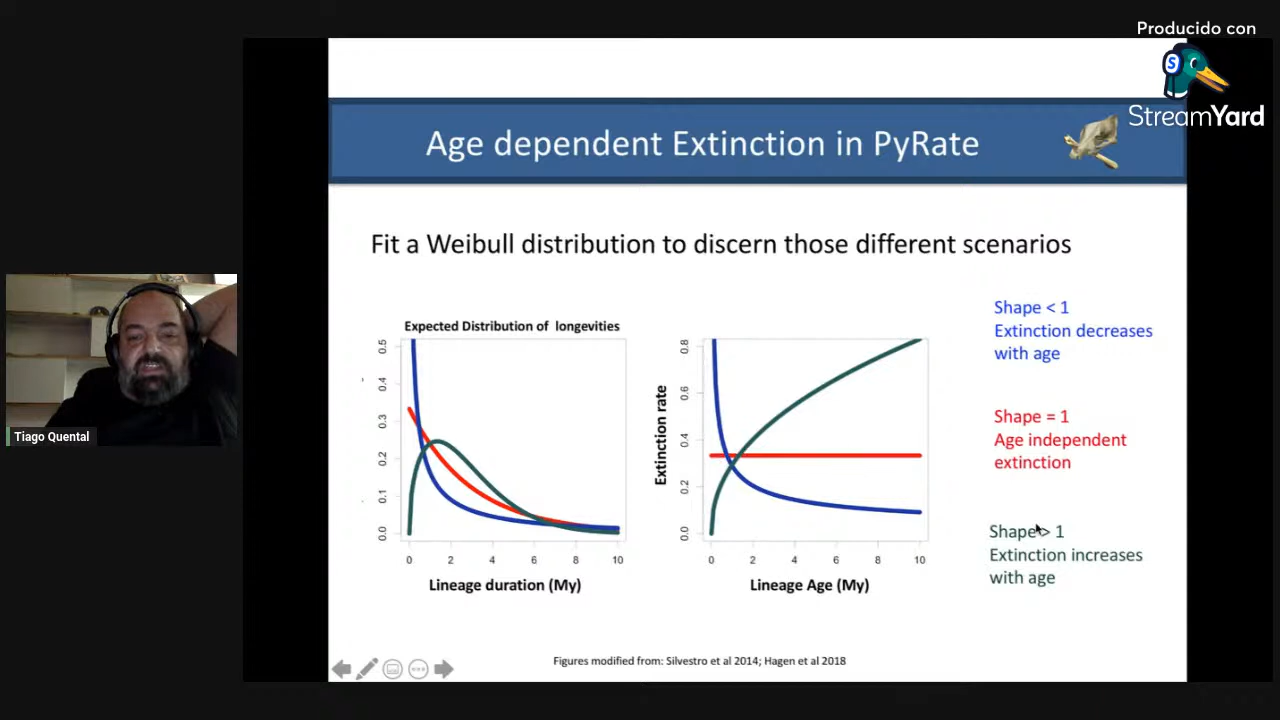 Producido con
S
StreamYard
Age dependent Extinction in PyRate
Fit a Weibull distribution to discern those different scenarios
Expected Distribution of longevities
0.5
0.4
0.3
0.2
0.1
0.0
0 2 4 6 8 10
Lineage duration (My)
Extinction rate
0.8
0.6
0.4
0.2
0.0
0 2 4 6 8 10
Lineage Age (My)
Shape < 1
Extinction decreases
with age
Shape = 1
Age independent
extinction
Shape > 1
Extinction increases
with age
Tiago Quental
Figures modified from: Silvestro et al 2014; Hagen et al 2018